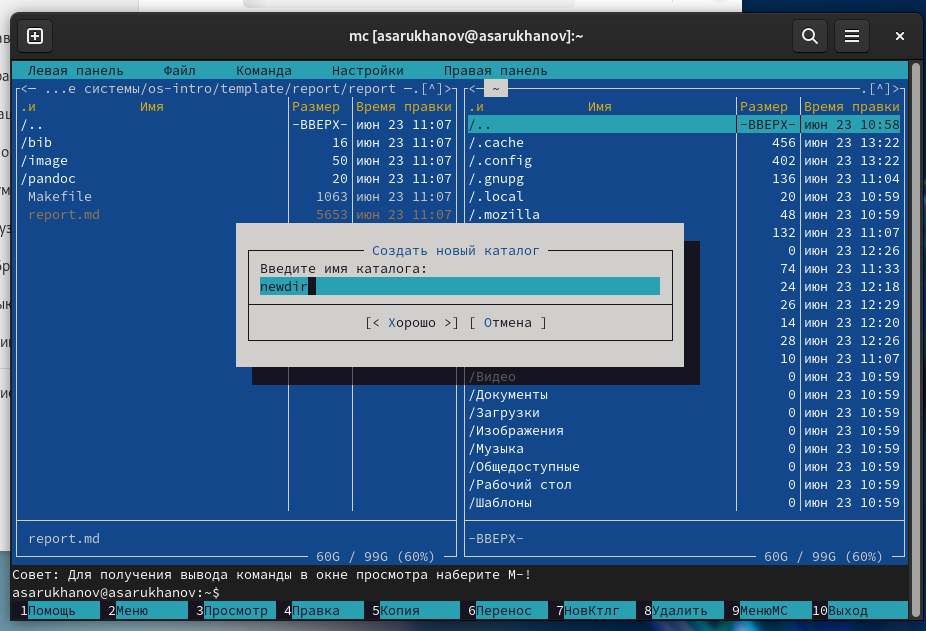 mc [asarukhanov@asarukhanov]:~
Левая панель Файл Команда Настройки Правая панель
<─ ...е системы/os-intro/template/report/report ─.[^]>
.и Имя Размер Время правки
/.. -ВВЕРХ- июн 23 11:07
/bib 16 июн 23 11:07
/image 50 июн 23 11:07
/pandoc 20 июн 23 11:07
Makefile 1063 июн 23 11:07
report.md 5653 июн 23 11:07
report.md
60G / 99G (60%)
<─ ~ .[^]>
.и Имя Размер Время правки
/.. -ВВЕРХ- июн 23 10:58
/.cache 456 июн 23 13:22
/.config 402 июн 23 13:22
/.gnupg 136 июн 23 11:04
/.local 20 июн 23 10:59
/.mozilla 48 июн 23 10:59
132 июн 23 11:07
0 июн 23 12:26
74 июн 23 11:33
24 июн 23 12:18
26 июн 23 12:29
14 июн 23 12:20
28 июн 23 12:26
10 июн 23 11:07
/Видео 0 июн 23 10:59
/Документы 0 июн 23 10:59
/Загрузки 0 июн 23 10:59
/Изображения 0 июн 23 10:59
/Музыка 0 июн 23 10:59
/Общедоступные 0 июн 23 10:59
/Рабочий стол 0 июн 23 10:59
/Шаблоны 0 июн 23 10:59
-ВВЕРХ-
60G / 99G (60%)
Создать новый каталог
Введите имя каталога:
newdir
[< Хорошо >] [ Отмена ]
Совет: Для получения вывода команды в окне просмотра наберите M-!
asarukhanov@asarukhanov:~$
1Помощь 2Меню 3Просмотр 4Правка 5Копия 6Перенос 7НовКтлг 8Удалить 9МенюМС 10Выход